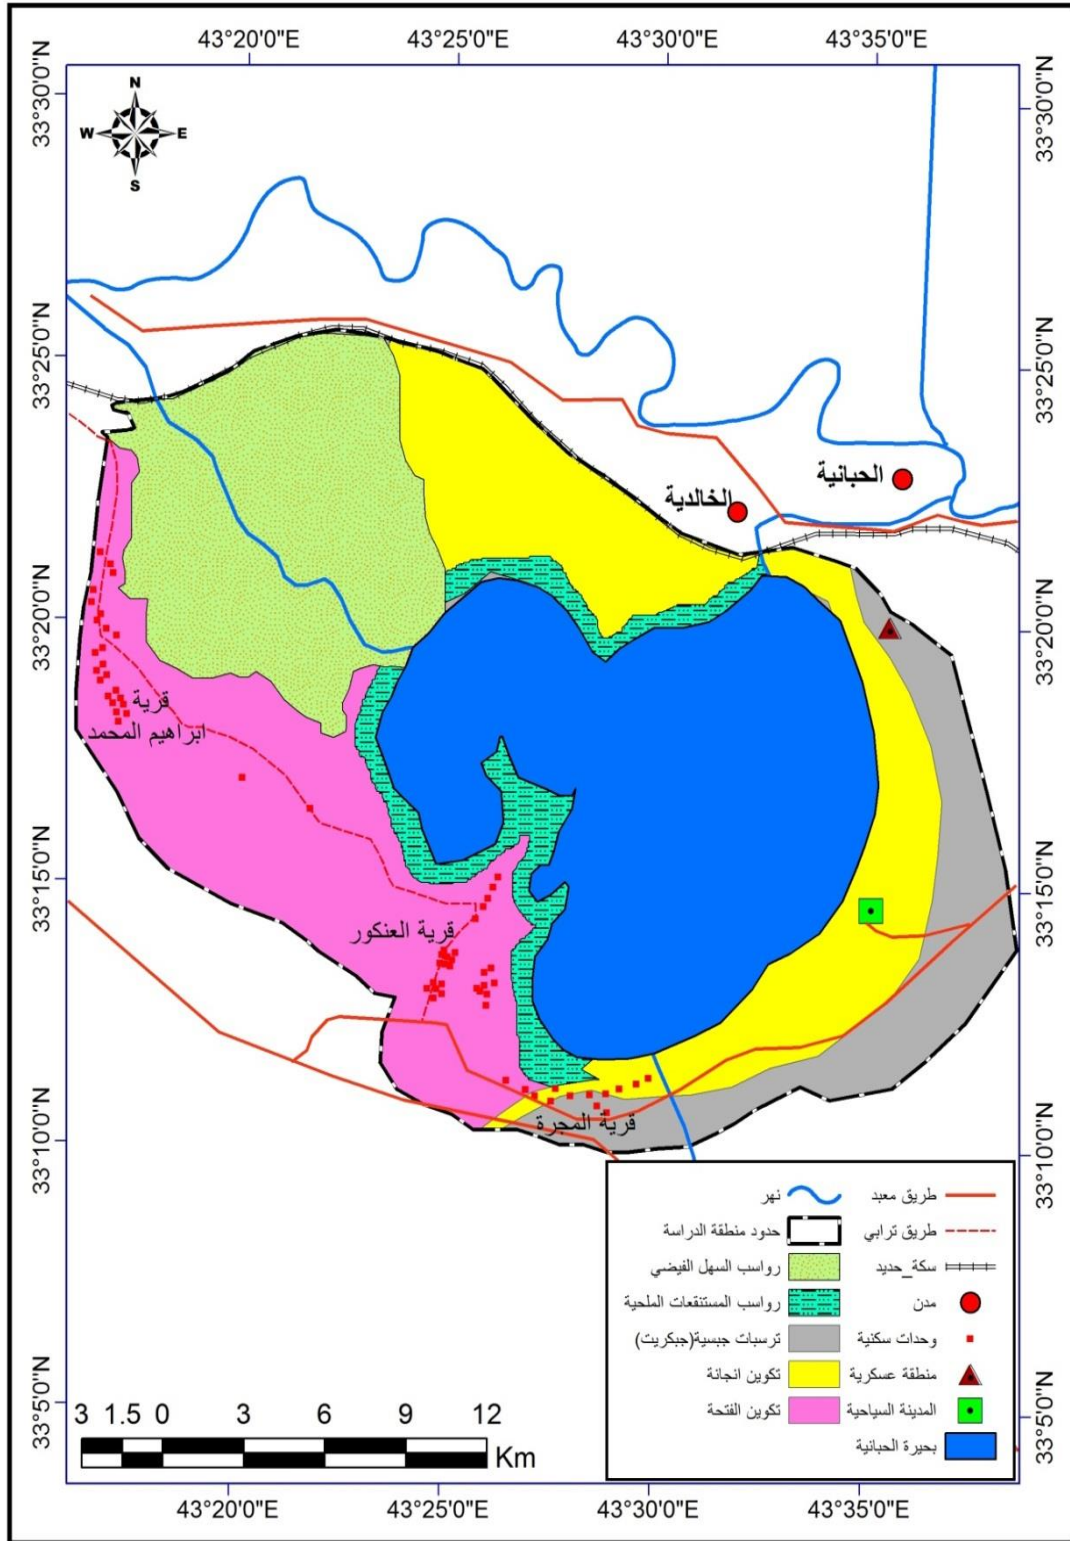 43°20'0"E 43°25'0"E 43°30'0"E 43°35'0"E
33°30'0"N
33°30'0"N
N
W E
S
33°25'0"N
33°25'0"N
الحبانية
الخالدية
33°20'0"N
33°20'0"N
قرية
ابراهيم المحمد
33°15'0"N
33°15'0"N
قرية العنكور
قرية المجرة
33°10'0"N
33°10'0"N
طريق معبد
نهر
طريق ترابي
حدود منطقة الدراسة
سكة_حديد
رواسب السهل الفيضي
مدن
رواسب المستنقعات الملحية
وحدات سكنية
ترسبات جبسية(جبكريت)
منطقة عسكرية
تكوين انجانة
المدينة السياحية
تكوين الفتحة
بحيرة الحبانية
33°5'0"N
33°5'0"N
3 1.5 0 3 6 9 12
Km
43°20'0"E 43°25'0"E 43°30'0"E 43°35'0"E